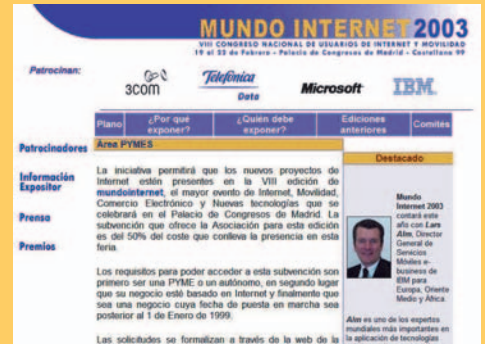 MUNDO INTERNET 2003
VIII CONGRESO NACIONAL DE USUARIOS DE INTERNET Y MOVILIDAD
19 al 22 de Febrero - Palacio de Congresos de Madrid - Castellana 99
Patrocinan:
3com
Telefónica
Data
Microsoft
IBM.
Plano
¿Por qué
exponer?
¿Quién debe
exponer?
Ediciones
anteriores
Comités
Patrocinadores
Información
Expositor
Prensa
Premios
Area PYMES
La iniciativa permitirá que los nuevos proyectos de
Internet estén presentes en la VIII edición de
mundointernet, el mayor evento de Internet, Movilidad,
Comercio Electrónico y Nuevas tecnologías que se
celebrará en el Palacio de Congresos de Madrid. La
subvención que ofrece la Asociación para esta edición
es del 50% del coste que conlleva la presencia en esta
feria.
Los requisitos para poder acceder a esta subvención son
primero ser una PYME o un autónomo, en segundo lugar
que su negocio esté basado en Internet y finalmente que
sea una negocio cuya fecha de puesta en marcha sea
posterior al 1 de Enero de 1999.
Las solicitudes se formalizan a través de la web de la
Destacado
Mundo
Internet 2003
contará este
año con Lars
Alm, Director
General de
Servicios
Móviles e-
business de
IBM para
Europa, Oriente
Medio y África.
Alm es uno de los expertos
mundiales más importantes en
la aplicación de tecnologías